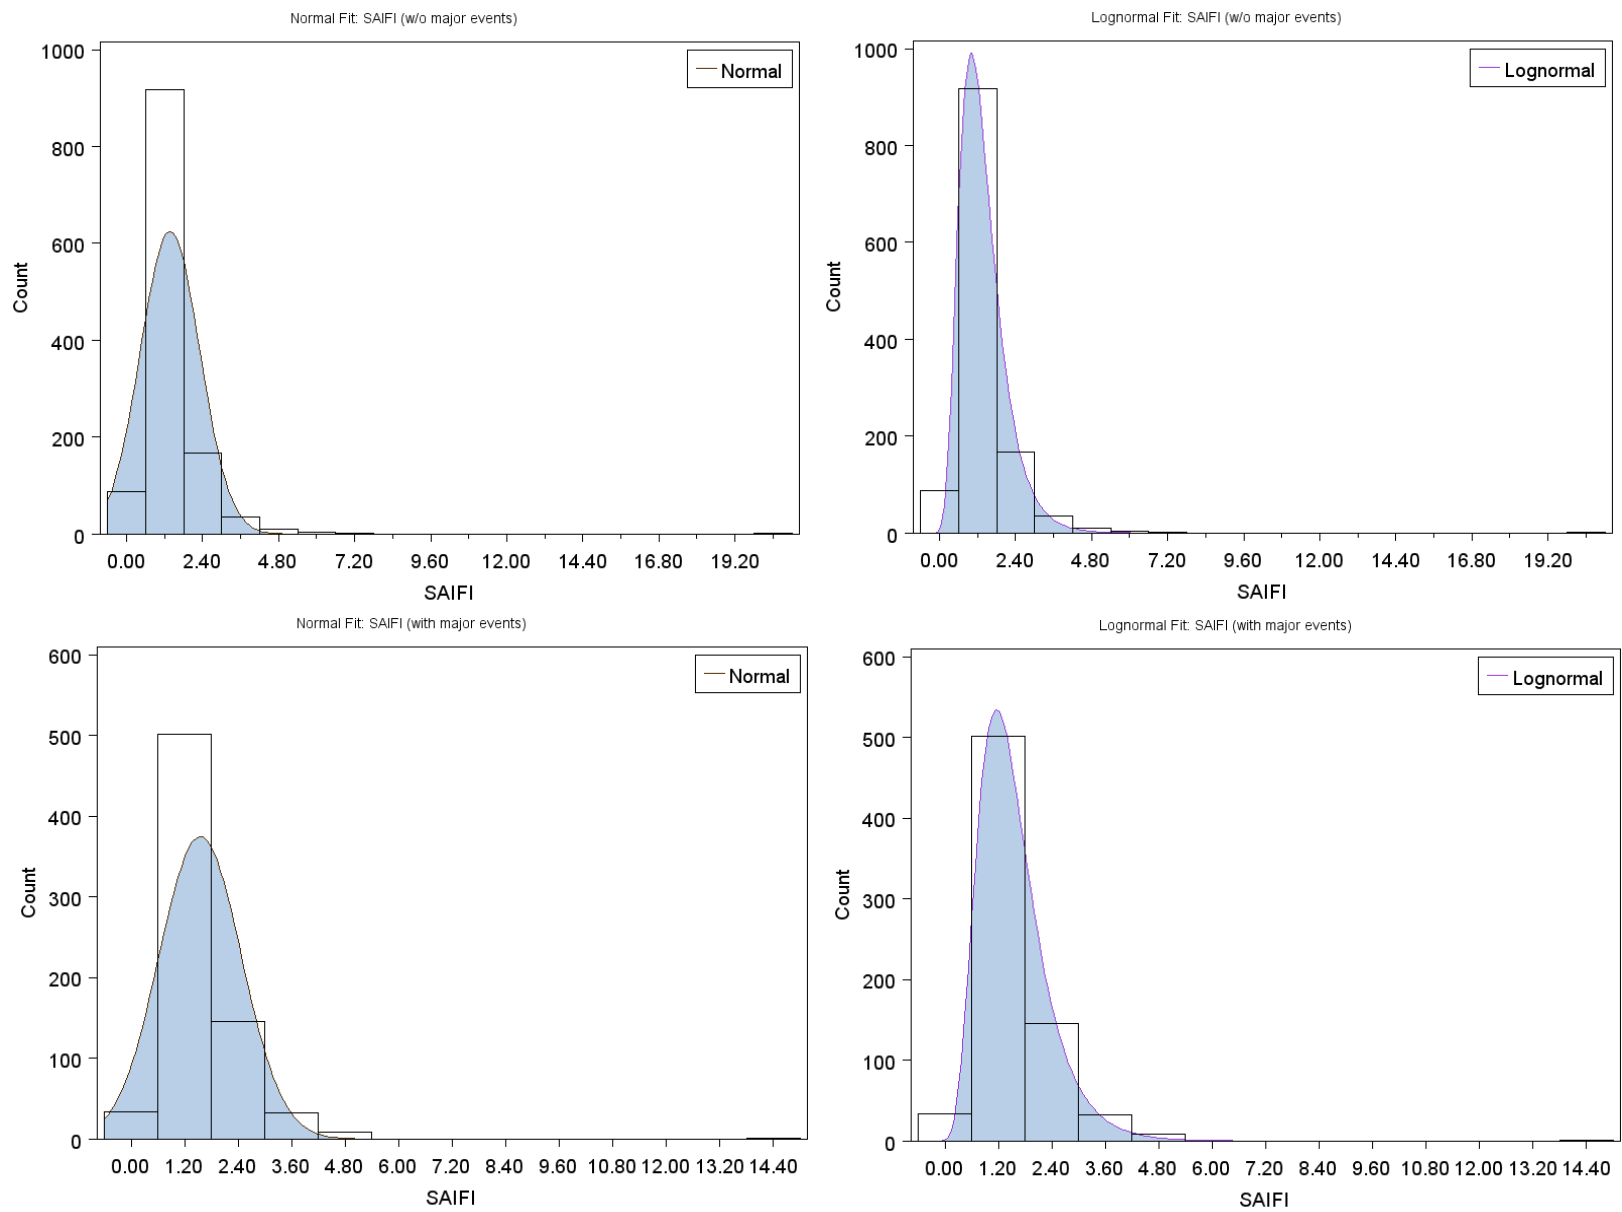 Normal Fit: SAIFI (w/o major events)
Normal
Count
1000
800
600
400
200
0
0.00 2.40 4.80 7.20 9.60 12.00 14.40 16.80 19.20
SAIFI
Lognormal Fit: SAIFI (w/o major events)
Lognormal
Count
1000
800
600
400
200
0
0.00 2.40 4.80 7.20 9.60 12.00 14.40 16.80 19.20
SAIFI
Normal Fit: SAIFI (with major events)
Normal
Count
600
500
400
300
200
100
0
0.00 1.20 2.40 3.60 4.80 6.00 7.20 8.40 9.60 10.80 12.00 13.20 14.40
SAIFI
Lognormal Fit: SAIFI (with major events)
Lognormal
Count
600
500
400
300
200
100
0
0.00 1.20 2.40 3.60 4.80 6.00 7.20 8.40 9.60 10.80 12.00 13.20 14.40
SAIFI